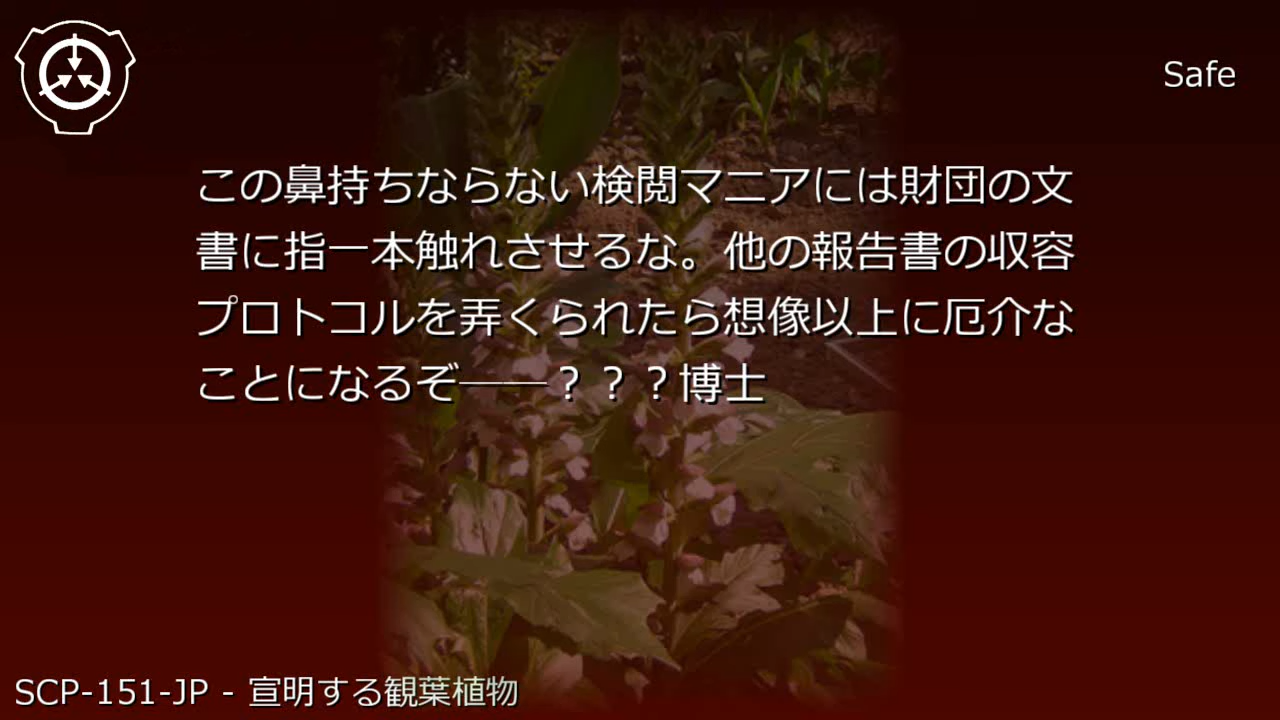 Safe
この鼻持ちならない検閲マニアには財団の文
書に指一本触れさせるな。他の報告書の収容
プロトコルを弄くられたら想像以上に厄介な
ことになるぞ──？？？博士
SCP-151-JP - 宣明する観葉植物